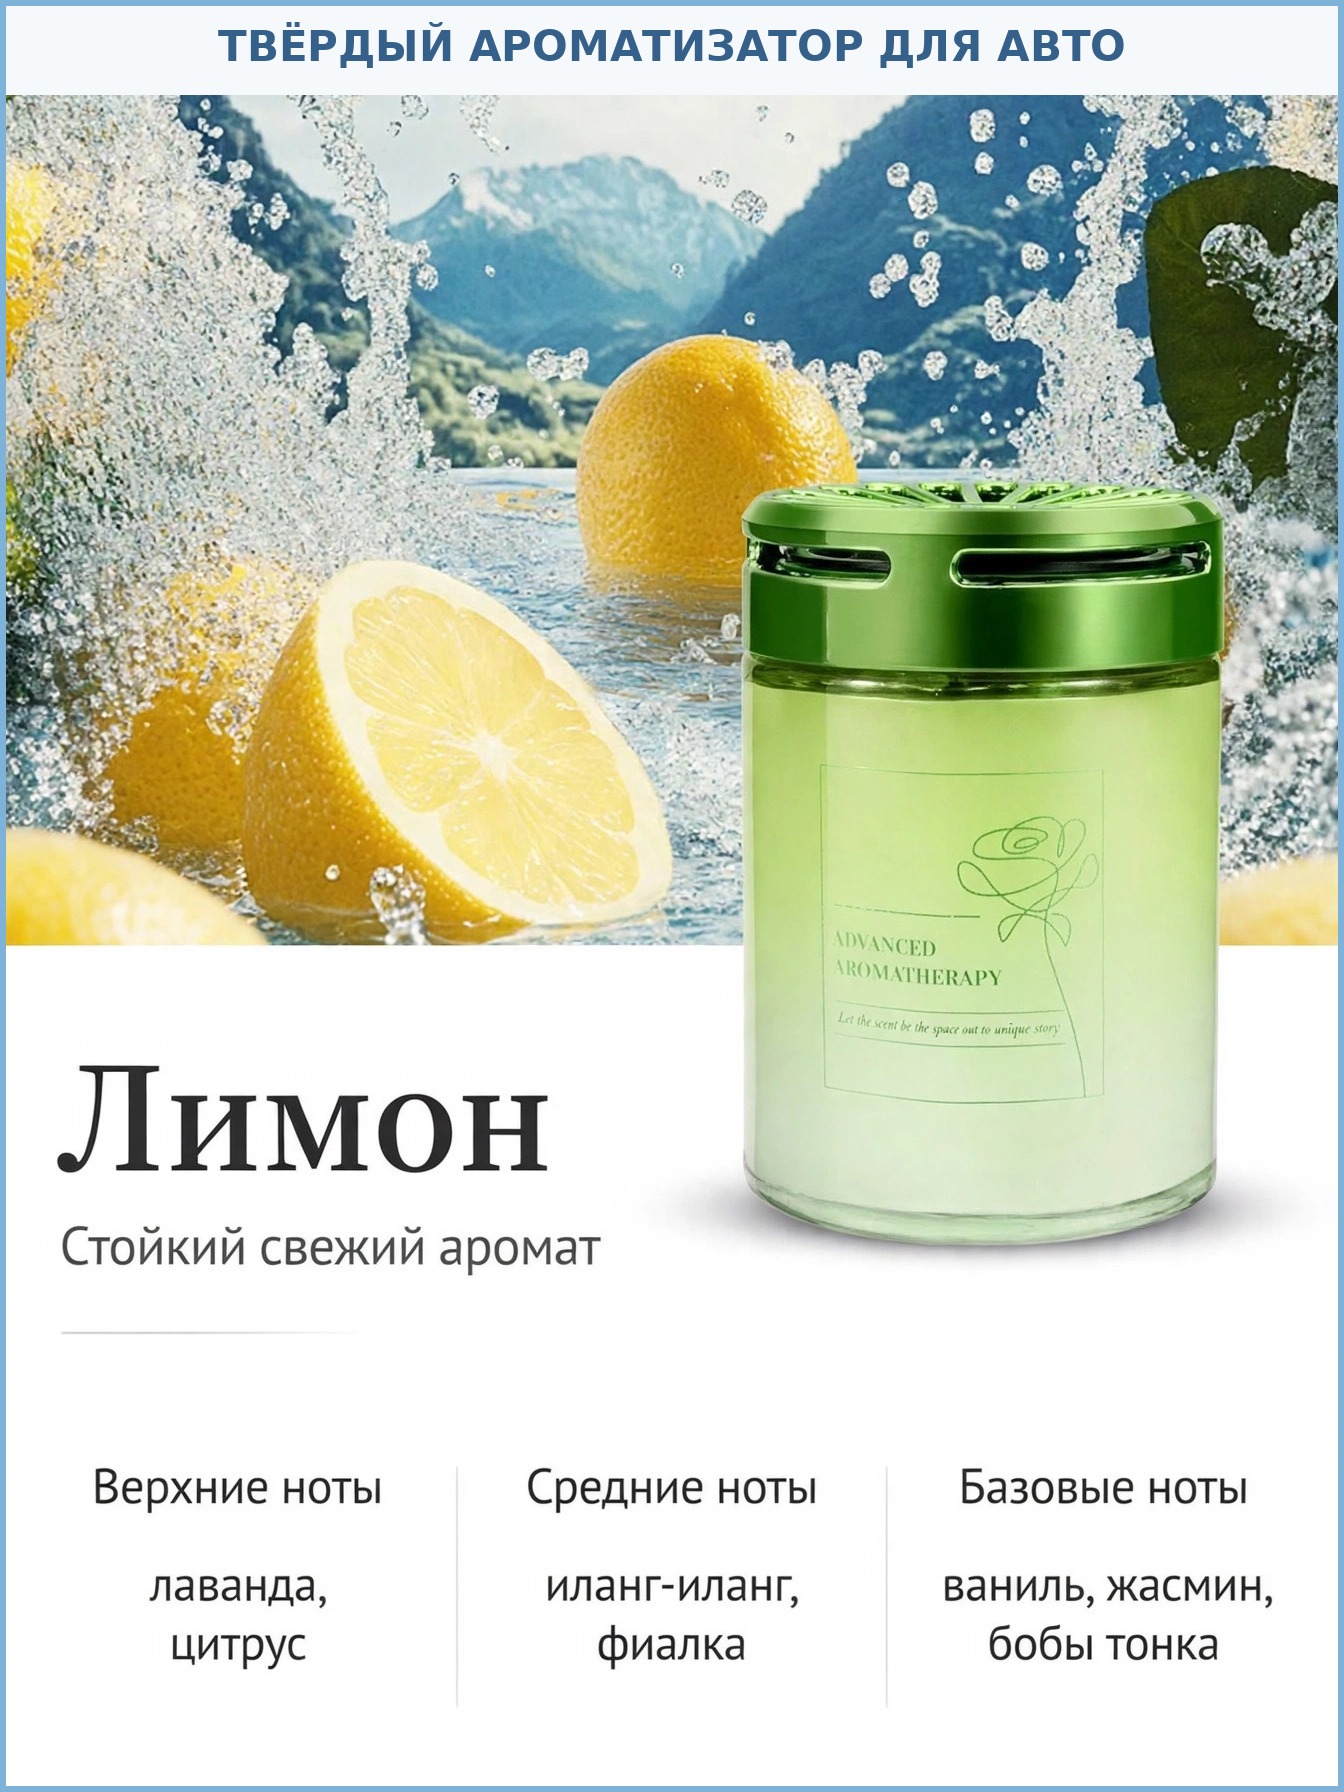 ТВЁРДЫЙ АРОМАТИЗАТОР ДЛЯ АВТО
ADVANCED
AROMATHERAPY
Let the scent be the space out to unique story
Лимон
Стойкий свежий аромат
Верхние ноты
лаванда,
цитрус
Средние ноты
иланг-иланг,
фиалка
Базовые ноты
ваниль, жасмин,
бобы тонка